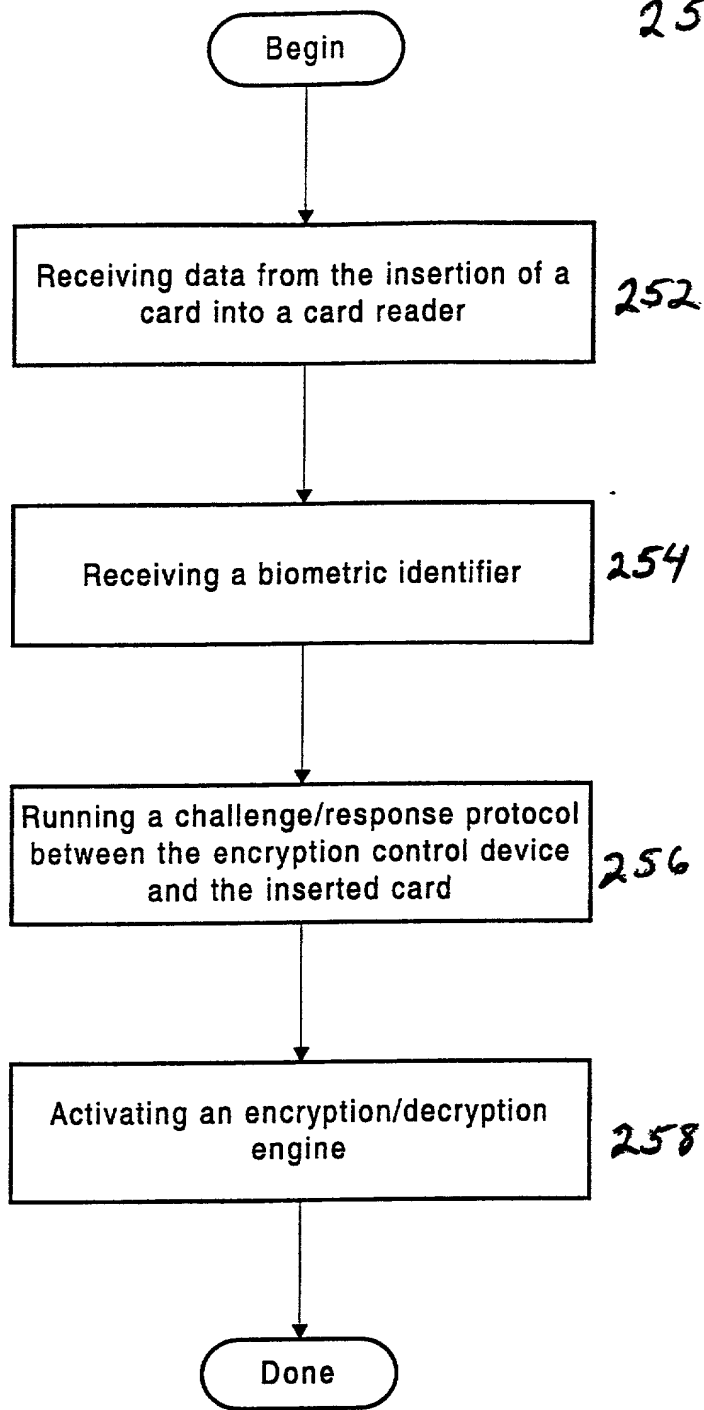 Begin
25
Receiving data from the insertion of a
card into a card reader
252
Receiving a biometric identifier
254
Running a challenge/response protocol
between the encryption control device
and the inserted card
256
Activating an encryption/decryption
engine
258
Done